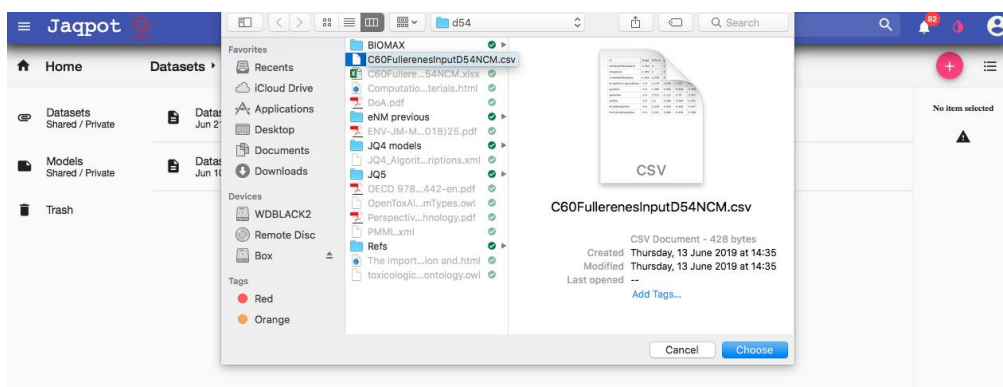 Jaqpot
d54
Search
82
Home
Datasets
No item selected
Datasets
Shared / Private
Datas
Jun 2
Models
Shared / Private
Datas
Jun 10
Trash
Favorites
Recents
iCloud Drive
Applications
Desktop
Documents
Downloads
Devices
WDBLACK2
Remote Disc
Box
Tags
Red
Orange
BIOMAX
C60FullerenesInputD54NCM.csv
C60Fullere...54NCM.xlsx
Computatio...terials.html
DoA.pdf
eNM previous
ENV-JM-M...018)25.pdf
JQ4 models
JQ4_Algorit...riptions.xml
JQ5
OECD 978...442-en.pdf
OpenToxAl...mTypes.owl
Perspectiv...hnology.pdf
PMML.xml
Refs
The Import...ion and.html
toxicologic...ontology.owl
CSV
C60FullerenesInputD54NCM.csv
CSV Document - 428 bytes
Created Thursday, 13 June 2019 at 14:35
Modified Thursday, 13 June 2019 at 14:35
Last opened --
Add Tags...
Cancel
Choose